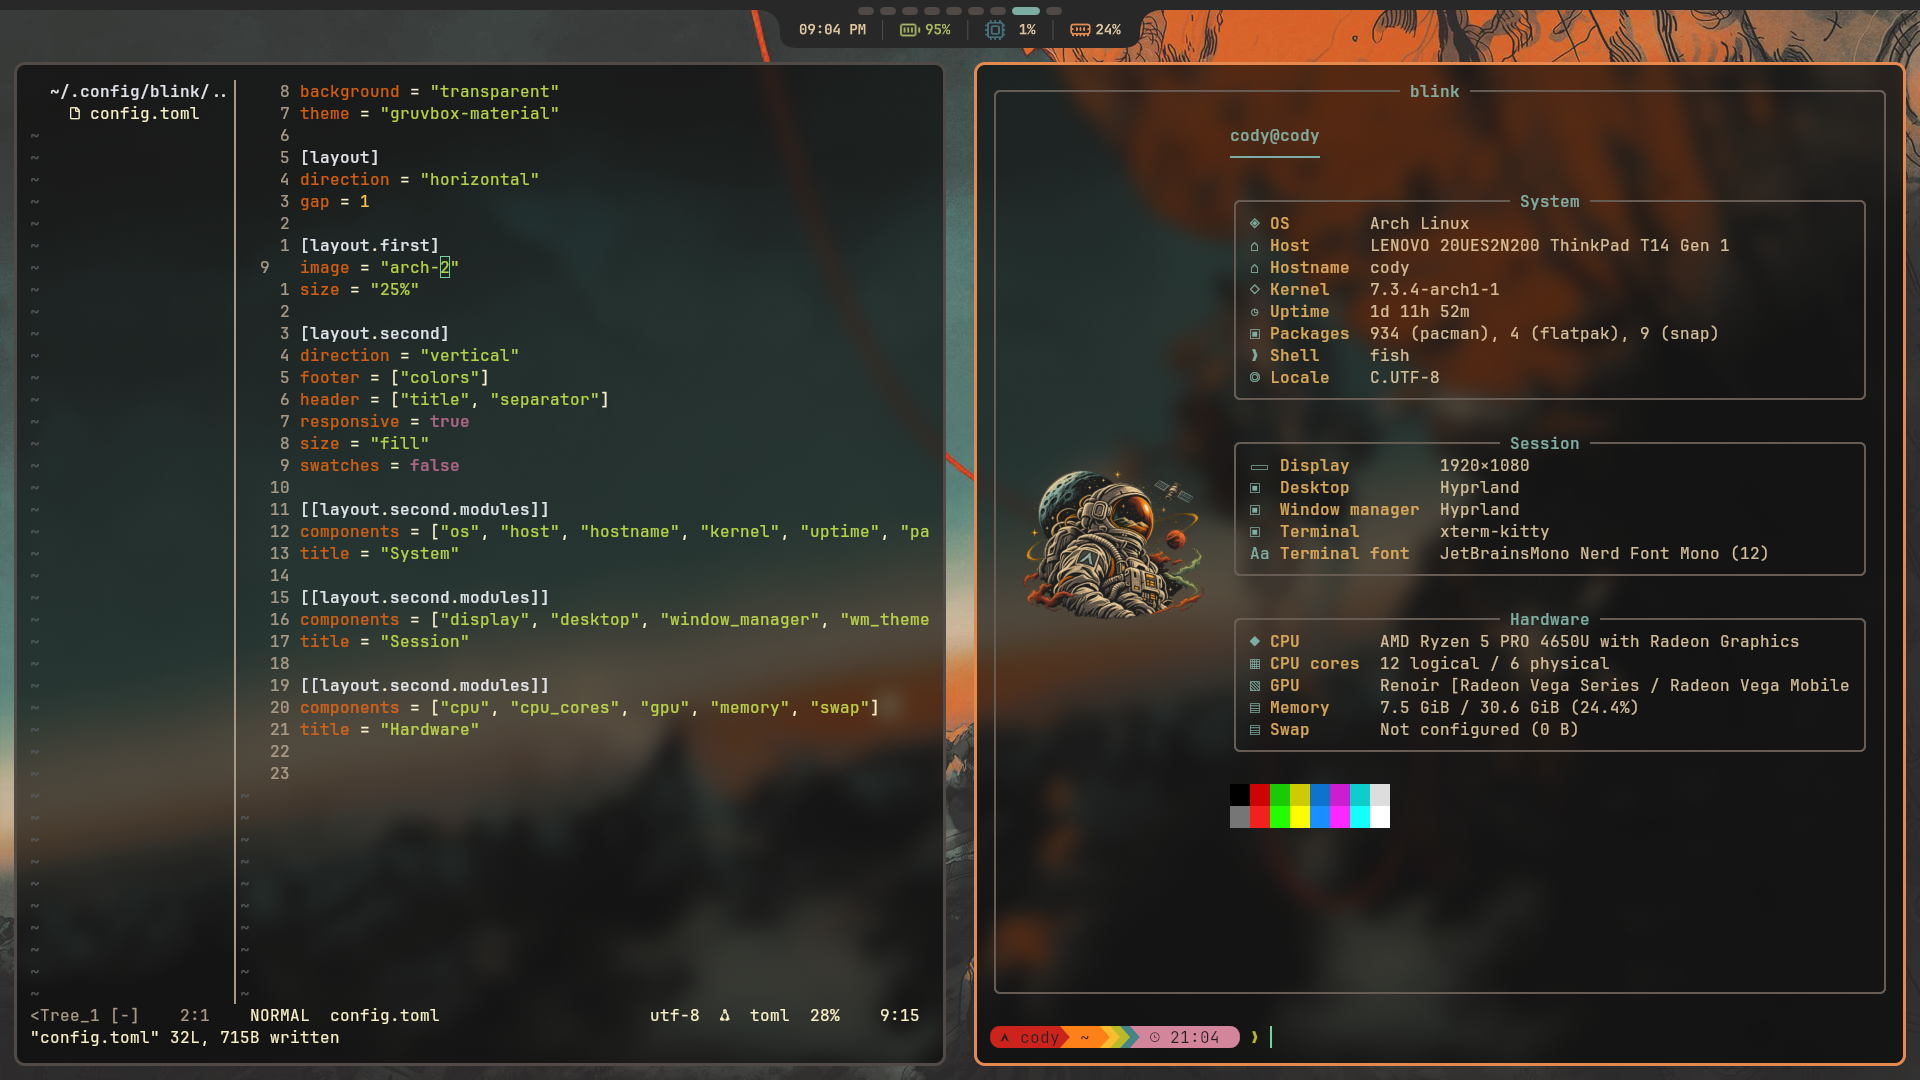 09:04 PM 95% 1% 24%
~/.config/blink/..
config.toml
8 background = "transparent"
7 theme = "gruvbox-material"
6
5 [layout]
4 direction = "horizontal"
3 gap = 1
2
1 [layout.first]
9 image = "arch-2"
1 size = "25%"
2
3 [layout.second]
4 direction = "vertical"
5 footer = ["colors"]
6 header = ["title", "separator"]
7 responsive = true
8 size = "fill"
9 swatches = false
10
11 [[layout.second.modules]]
12 components = ["os", "host", "hostname", "kernel", "uptime", "pa
13 title = "System"
14
15 [[layout.second.modules]]
16 components = ["display", "desktop", "window_manager", "wm_theme
17 title = "Session"
18
19 [[layout.second.modules]]
20 components = ["cpu", "cpu_cores", "gpu", "memory", "swap"]
21 title = "Hardware"
22
23
<Tree_1 [-] 2:1 NORMAL config.toml utf-8 toml 28% 9:15
"config.toml" 32L, 715B written
blink
cody@cody
System
OS Arch Linux
Host LENOVO 20UES2N200 ThinkPad T14 Gen 1
Hostname cody
Kernel 7.3.4-arch1-1
Uptime 1d 11h 52m
Packages 934 (pacman), 4 (flatpak), 9 (snap)
Shell fish
Locale C.UTF-8
Session
Display 1920×1080
Desktop Hyprland
Window manager Hyprland
Terminal xterm-kitty
Aa Terminal font JetBrainsMono Nerd Font Mono (12)
Hardware
CPU AMD Ryzen 5 PRO 4650U with Radeon Graphics
CPU cores 12 logical / 6 physical
GPU Renoir [Radeon Vega Series / Radeon Vega Mobile
Memory 7.5 GiB / 30.6 GiB (24.4%)
Swap Not configured (0 B)
cody ~ 21:04 ❯